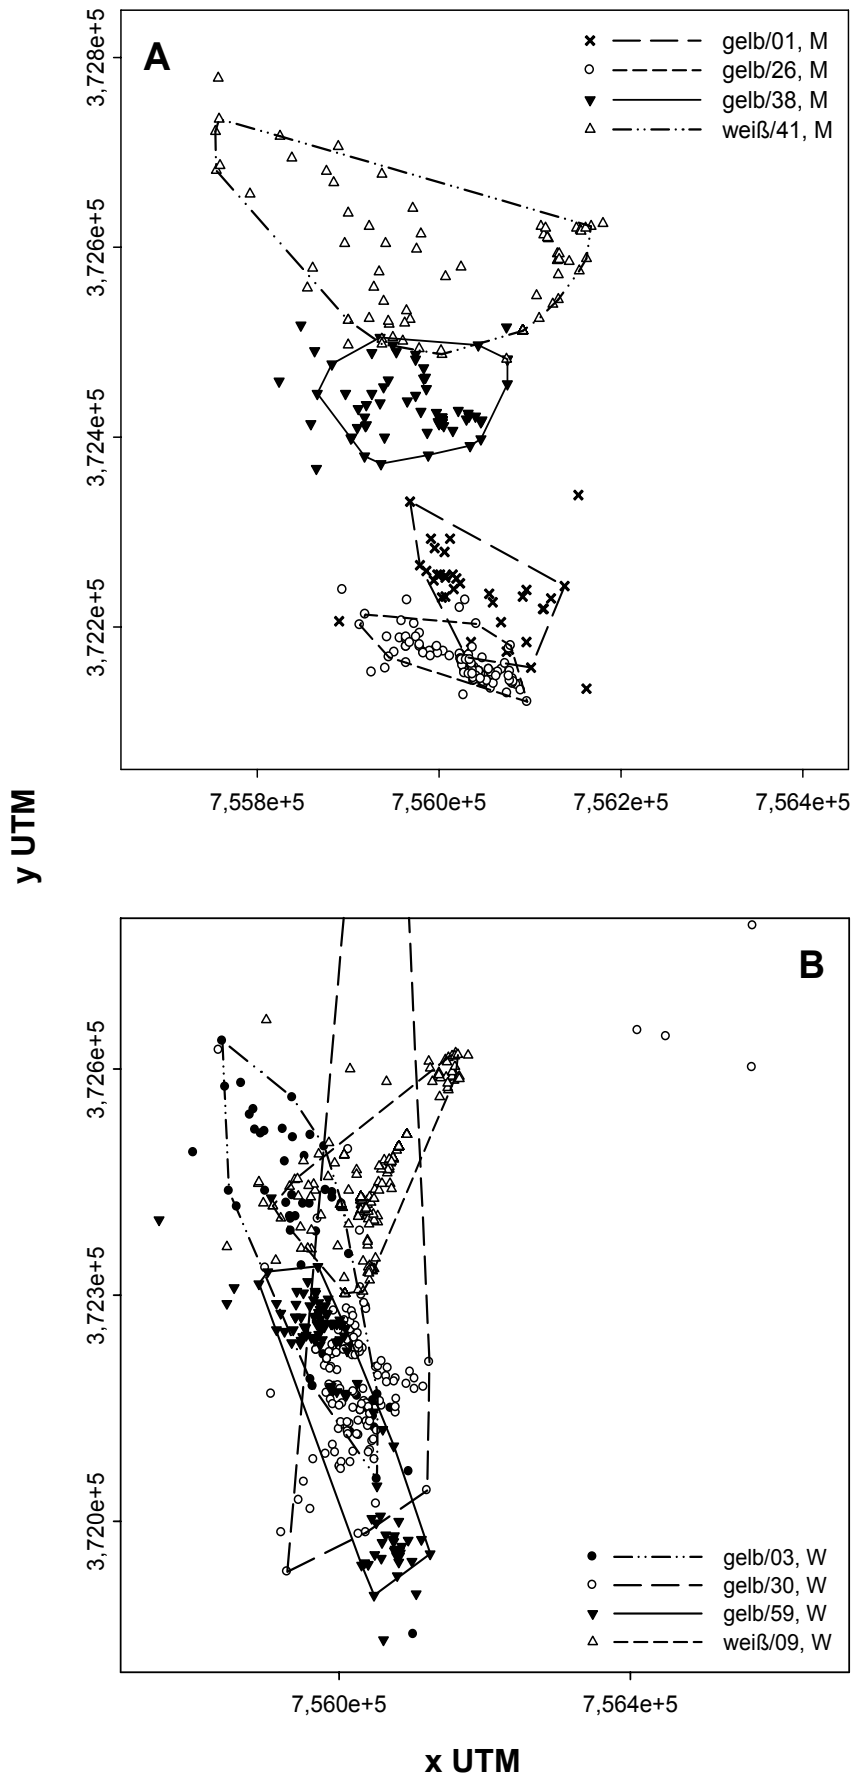 A
gelb/01, M
gelb/26, M
gelb/38, M
weiß/41, M
3,728e+5
3,726e+5
3,724e+5
3,722e+5
7,558e+5 7,560e+5 7,562e+5 7,564e+5
y UTM
B
3,726e+5
3,723e+5
3,720e+5
gelb/03, W
gelb/30, W
gelb/59, W
weiß/09, W
7,560e+5 7,564e+5
x UTM